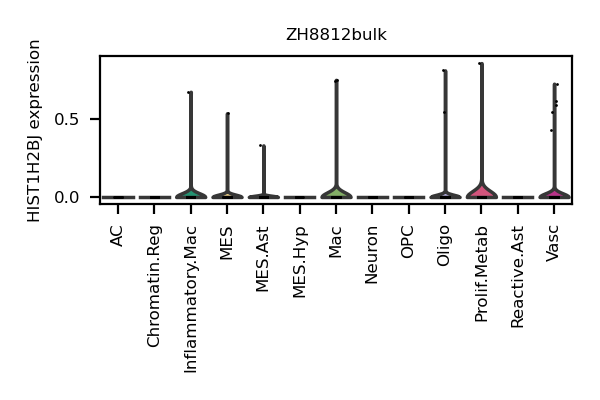 ZH8812bulk
HIST1H2BJ expression
0.5
0.0
AC
Chromatin.Reg
Inflammatory.Mac
MES
MES.Ast
MES.Hyp
Mac
Neuron
OPC
Oligo
Prolif.Metab
Reactive.Ast
Vasc